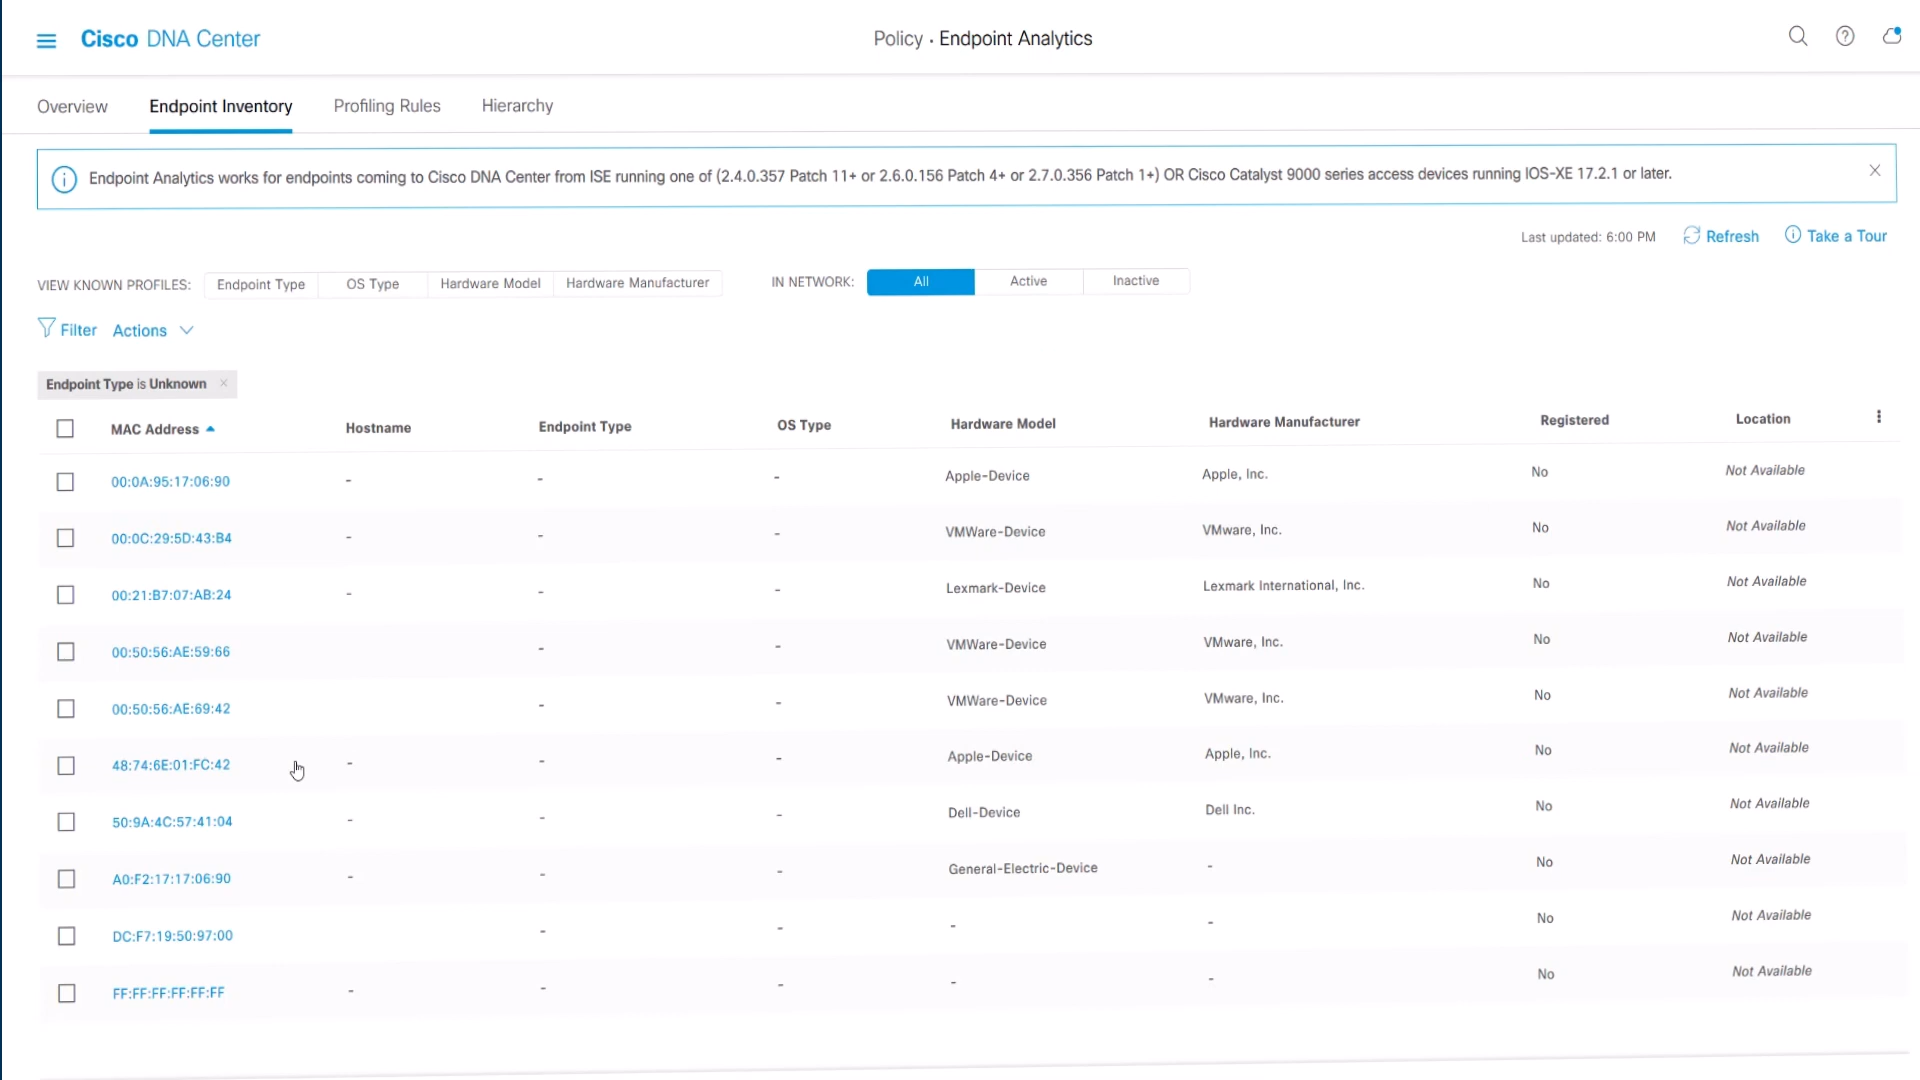 Cisco DNA Center
Policy · Endpoint Analytics
Overview Endpoint Inventory Profiling Rules Hierarchy
Endpoint Analytics works for endpoints coming to Cisco DNA Center from ISE running one of (2.4.0.357 Patch 11+ or 2.6.0.156 Patch 4+ or 2.7.0.356 Patch 1+) OR Cisco Catalyst 9000 series access devices running IOS-XE 17.2.1 or later.
Last updated: 6:00 PM Refresh Take a Tour
VIEW KNOWN PROFILES: Endpoint Type OS Type Hardware Model Hardware Manufacturer IN NETWORK: All Active Inactive
Filter Actions
Endpoint Type is Unknown
MAC Address Hostname Endpoint Type OS Type Hardware Model Hardware Manufacturer Registered Location
00:0A:95:17:06:90 - - - Apple-Device Apple, Inc. No Not Available
00:0C:29:5D:43:B4 - - - VMWare-Device VMware, Inc. No Not Available
00:21:B7:07:AB:24 - - - Lexmark-Device Lexmark International, Inc. No Not Available
00:50:56:AE:59:66 - - VMWare-Device VMware, Inc. No Not Available
00:50:56:AE:69:42 - - VMWare-Device VMware, Inc. No Not Available
48:74:6E:01:FC:42 - - - Apple-Device Apple, Inc. No Not Available
50:9A:4C:57:41:04 - - - Dell-Device Dell Inc. No Not Available
A0:F2:17:17:06:90 - - - General-Electric-Device - No Not Available
DC:F7:19:50:97:00 - - - - No Not Available
FF:FF:FF:FF:FF:FF - - - - - No Not Available